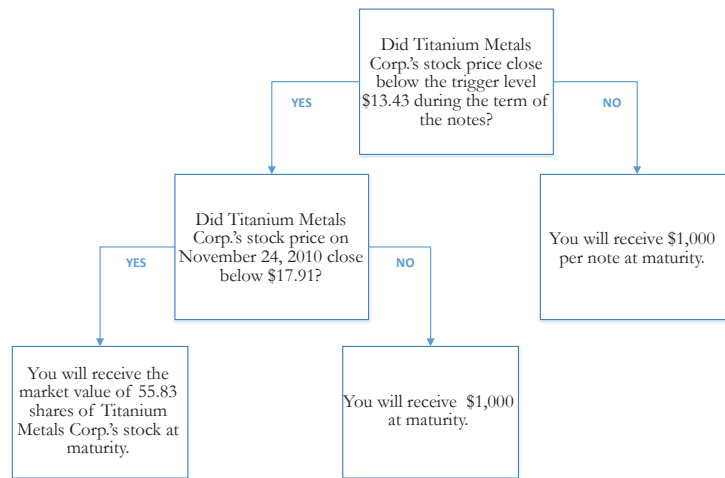 Did Titanium Metals
Corp.'s stock price close
below the trigger level
$13.43 during the term of
the notes?
YES
NO
Did Titanium Metals
Corp.'s stock price on
November 24, 2010 close
below $17.91?
You will receive $1,000
per note at maturity.
YES
NO
You will receive the
market value of 55.83
shares of Titanium
Metals Corp.'s stock at
maturity.
You will receive $1,000
at maturity.